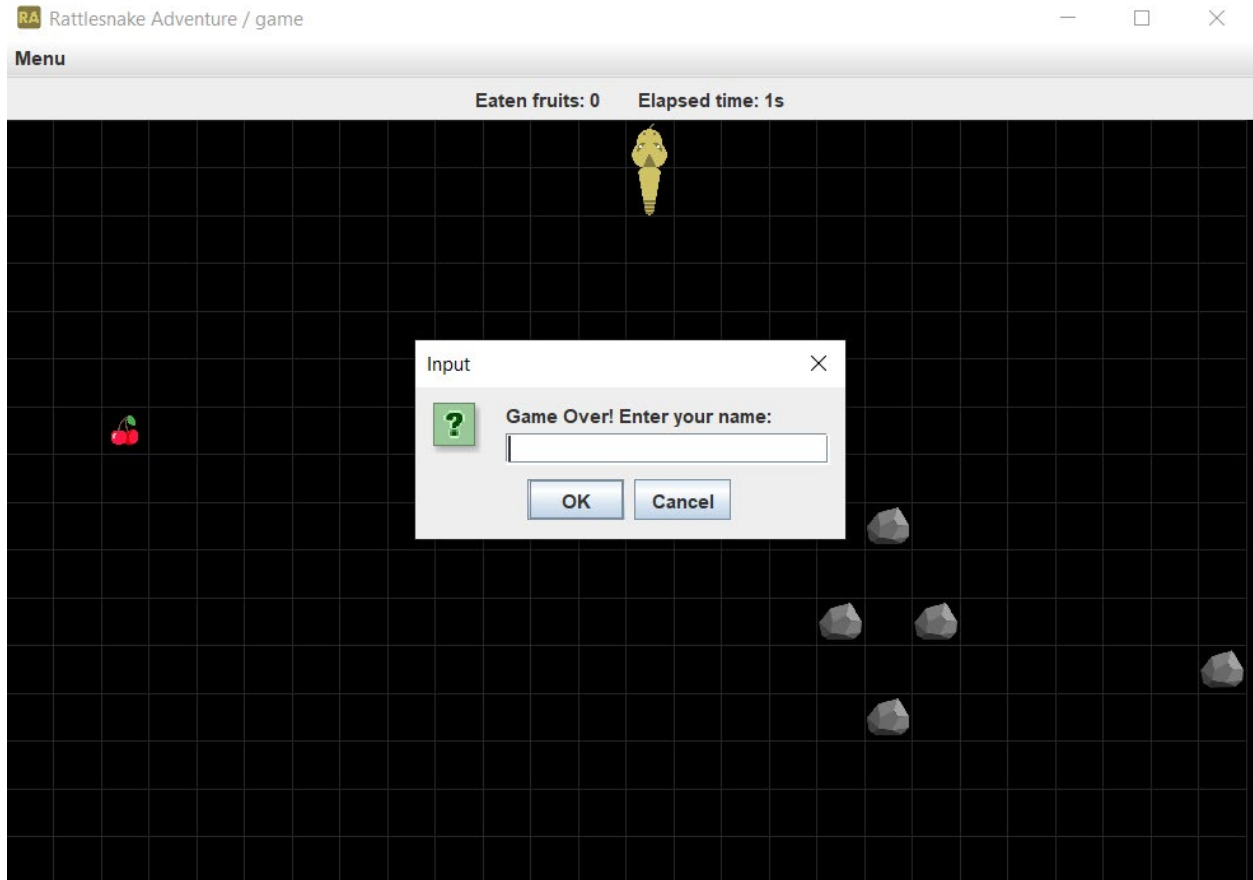 RA Rattlesnake Adventure / game
Menu
Eaten fruits: 0 Elapsed time: 1s
Input
?
Game Over! Enter your name:
OK Cancel